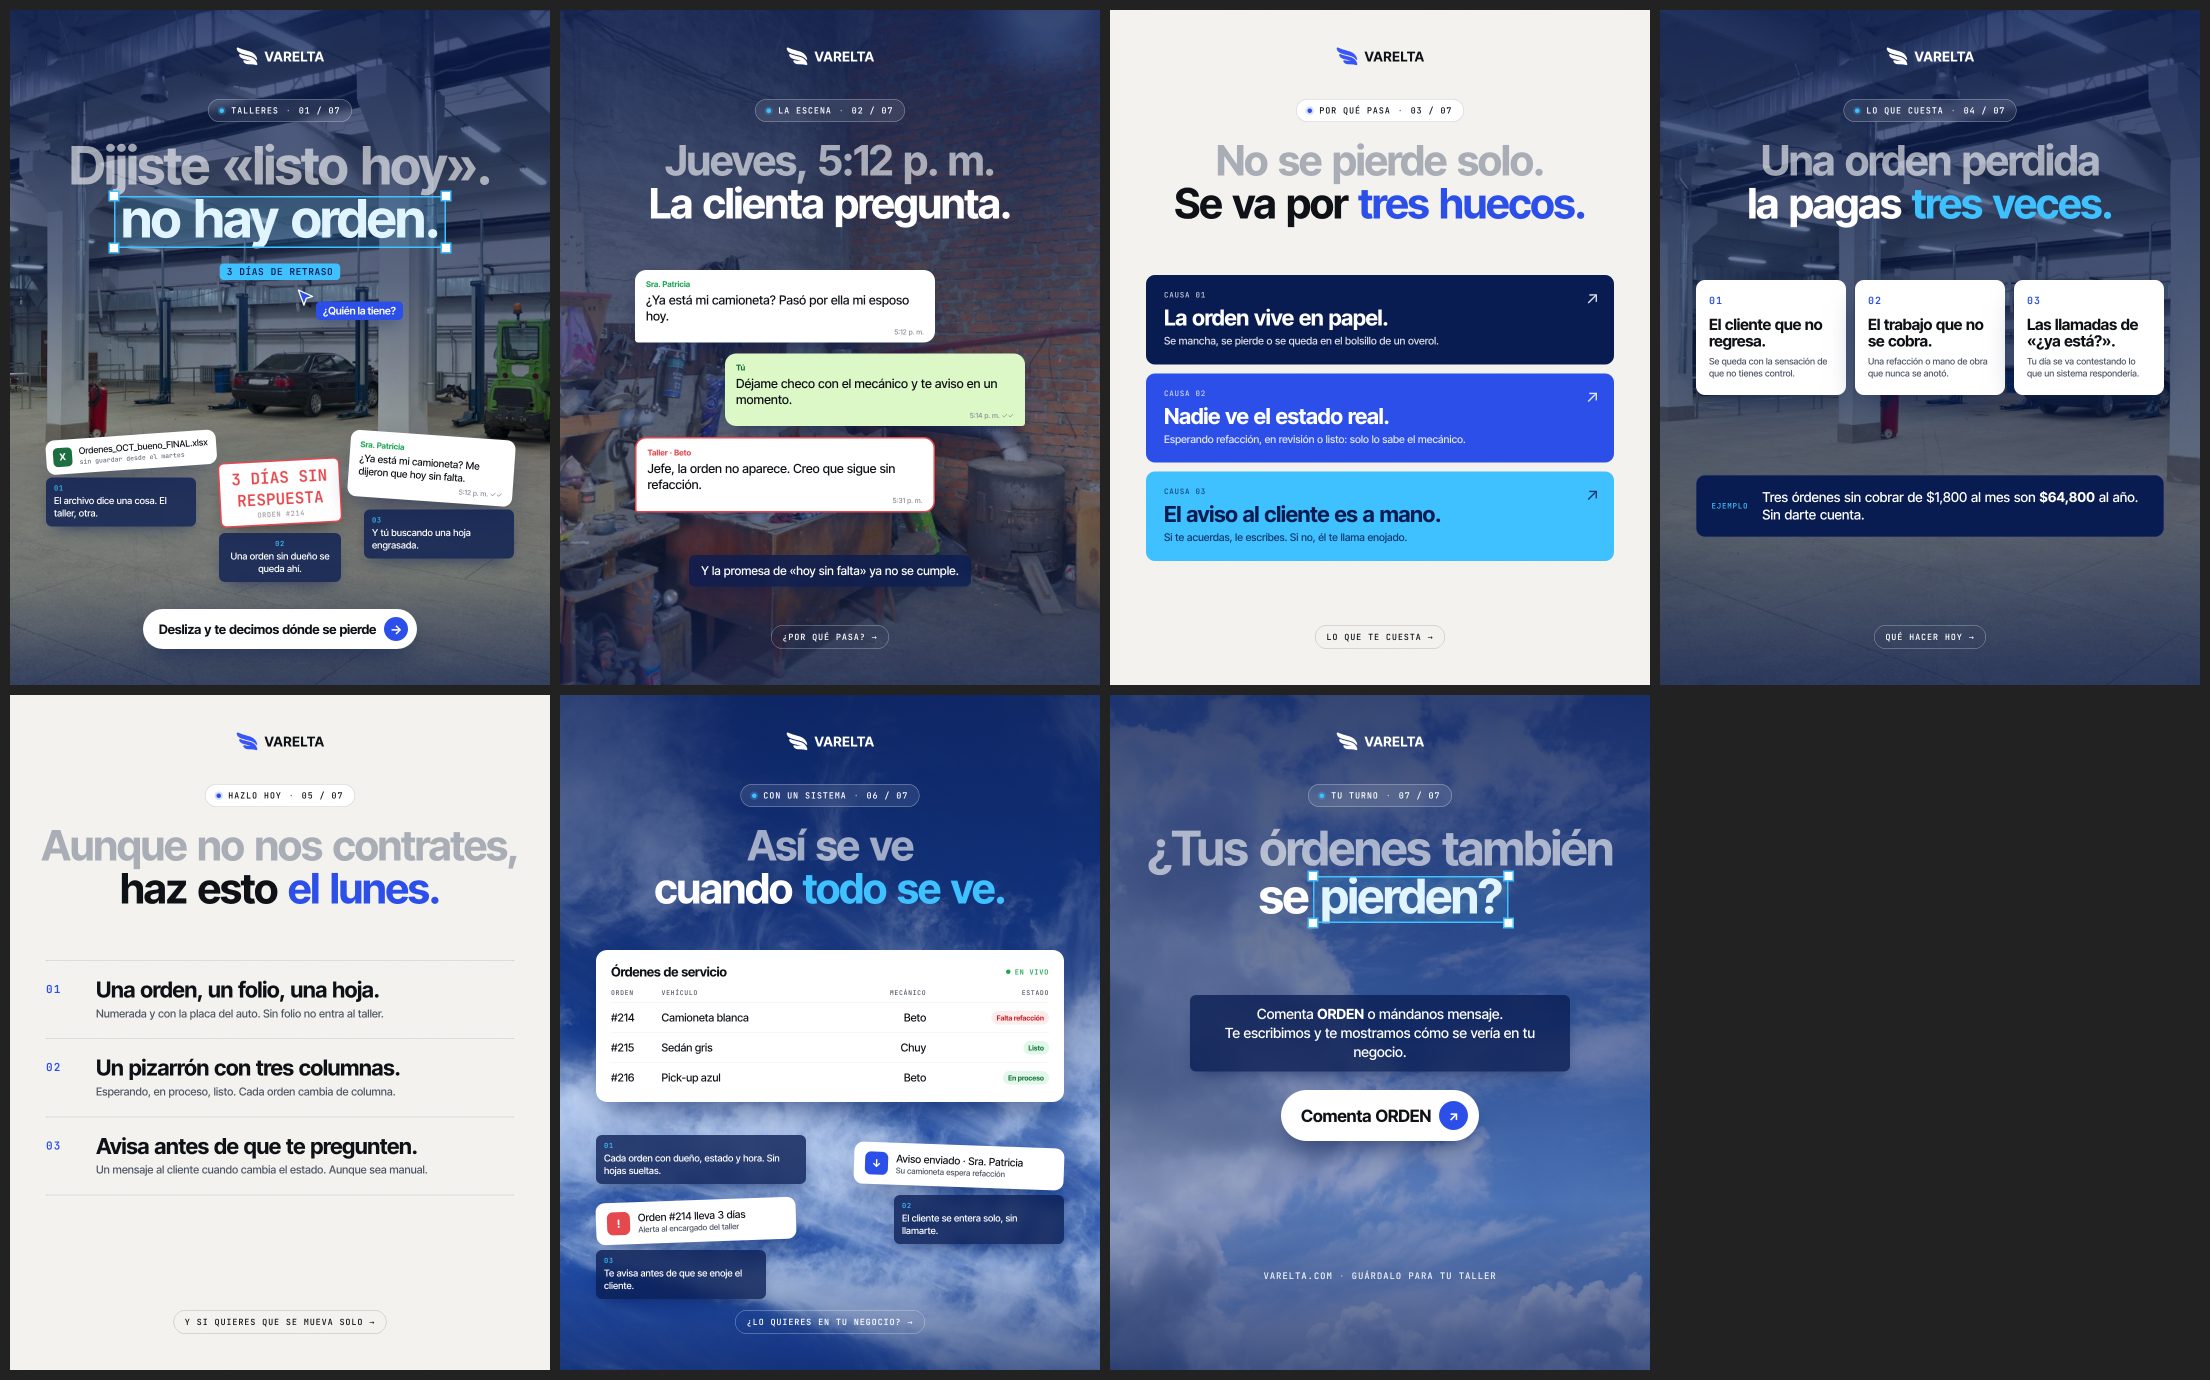 VARELTA
TALLERES · 01 / 07
Dijiste «listo hoy».
no hay orden.
3 DÍAS DE RETRASO
¿Quién la tiene?
X
Ordenes_OCT_bueno_FINAL.xlsx
sin guardar desde el martes
01
El archivo dice una cosa. El
taller, otra.
3 DÍAS SIN
RESPUESTA
ORDEN #214
02
Una orden sin dueño se
queda ahí.
Sra. Patricia
¿Ya está mi camioneta? Me
dijeron que hoy sin falta.
5:12 p. m. ✓✓
03
Y tú buscando una hoja
engrasada.
Desliza y te decimos dónde se pierde →
VARELTA
LA ESCENA · 02 / 07
Jueves, 5:12 p. m.
La clienta pregunta.
Sra. Patricia
¿Ya está mi camioneta? Pasó por ella mi esposo
hoy.
5:12 p. m.
Tú
Déjame checo con el mecánico y te aviso en un
momento.
5:14 p. m. ✓✓
Taller · Beto
Jefe, la orden no aparece. Creo que sigue sin
refacción.
5:31 p. m.
Y la promesa de «hoy sin falta» ya no se cumple.
¿POR QUÉ PASA? →
VARELTA
POR QUÉ PASA · 03 / 07
No se pierde solo.
Se va por tres huecos.
CAUSA 01
La orden vive en papel.
Se mancha, se pierde o se queda en el bolsillo de un overol.
CAUSA 02
Nadie ve el estado real.
Esperando refacción, en revisión o listo: solo lo sabe el mecánico.
CAUSA 03
El aviso al cliente es a mano.
Si te acuerdas, le escribes. Si no, él te llama enojado.
LO QUE TE CUESTA →
VARELTA
LO QUE CUESTA · 04 / 07
Una orden perdida
la pagas tres veces.
01
El cliente que no
regresa.
Se queda con la sensación de
que no tienes control.
02
El trabajo que no
se cobra.
Una refacción o mano de obra
que nunca se anotó.
03
Las llamadas de
«¿ya está?».
Tu día se va contestando lo
que un sistema respondería.
EJEMPLO
Tres órdenes sin cobrar de $1,800 al mes son $64,800 al año.
Sin darte cuenta.
QUÉ HACER HOY →
VARELTA
HAZLO HOY · 05 / 07
Aunque no nos contrates,
haz esto el lunes.
01
Una orden, un folio, una hoja.
Numerada y con la placa del auto. Sin folio no entra al taller.
02
Un pizarrón con tres columnas.
Esperando, en proceso, listo. Cada orden cambia de columna.
03
Avisa antes de que te pregunten.
Un mensaje al cliente cuando cambia el estado. Aunque sea manual.
Y SI QUIERES QUE SE MUEVA SOLO →
VARELTA
CON UN SISTEMA · 06 / 07
Así se ve
cuando todo se ve.
Órdenes de servicio
EN VIVO
ORDEN VEHÍCULO MECÁNICO ESTADO
#214 Camioneta blanca Beto Falta refacción
#215 Sedán gris Chuy Listo
#216 Pick-up azul Beto En proceso
01
Cada orden con dueño, estado y hora. Sin
hojas sueltas.
Aviso enviado · Sra. Patricia
Su camioneta espera refacción
02
El cliente se entera solo, sin
llamarte.
!
Orden #214 lleva 3 días
Alerta al encargado del taller
03
Te avisa antes de que se enoje el
cliente.
¿LO QUIERES EN TU NEGOCIO? →
VARELTA
TU TURNO · 07 / 07
¿Tus órdenes también
se pierden?
Comenta ORDEN o mándanos mensaje.
Te escribimos y te mostramos cómo se vería en tu
negocio.
Comenta ORDEN
VARELTA.COM · GUÁRDALO PARA TU TALLER